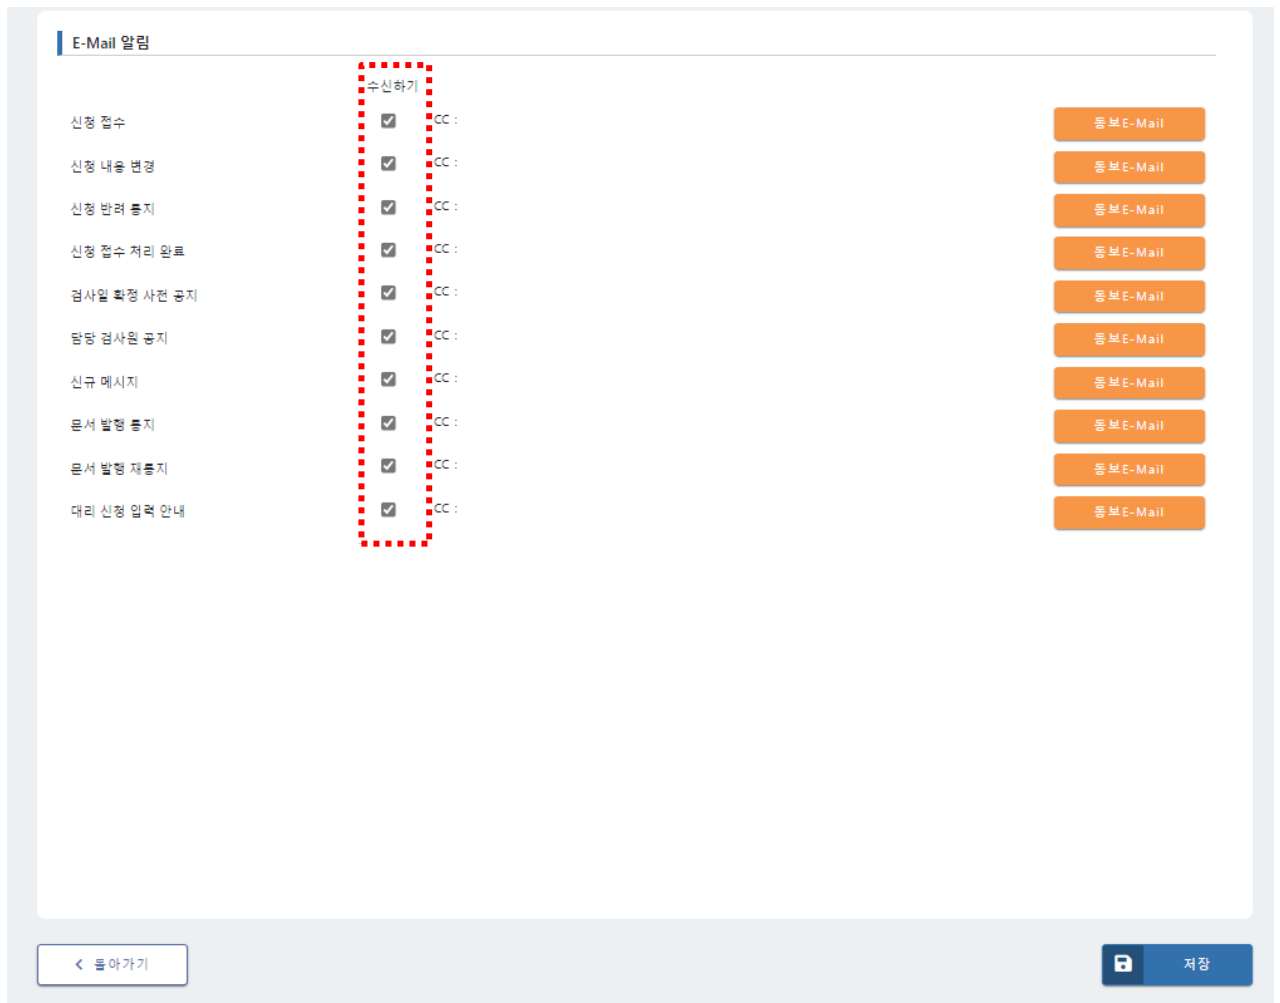 E-Mail 알림
수신하기
신청 접수 CC : 통보E-Mail
신청 내용 변경 CC : 통보E-Mail
신청 반려 통지 CC : 통보E-Mail
신청 접수 처리 완료 CC : 통보E-Mail
검사일 확정 사전 공지 CC : 통보E-Mail
담당 검사원 공지 CC : 통보E-Mail
신규 메시지 CC : 통보E-Mail
문서 발행 통지 CC : 통보E-Mail
문서 발행 재통지 CC : 통보E-Mail
대리 신청 입력 안내 CC : 통보E-Mail
돌아가기 저장